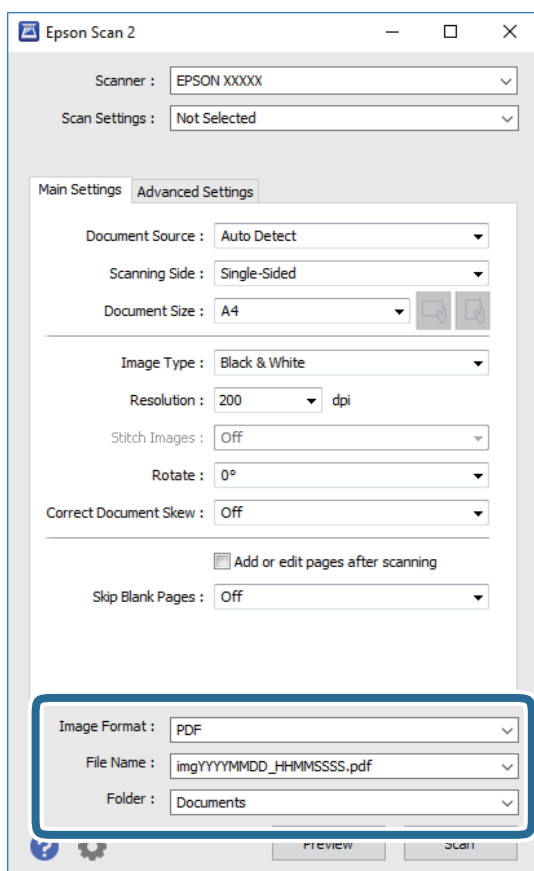 Epson Scan 2
Scanner : EPSON XXXXX
Scan Settings : Not Selected
Main Settings Advanced Settings
Document Source : Auto Detect
Scanning Side : Single-Sided
Document Size : A4
Image Type : Black & White
Resolution : 200 dpi
Stitch Images : Off
Rotate : 0°
Correct Document Skew : Off
Add or edit pages after scanning
Skip Blank Pages : Off
Image Format : PDF
File Name : imgYYYYMMDD_HHMMSSSS.pdf
Folder : Documents
? Preview Scan